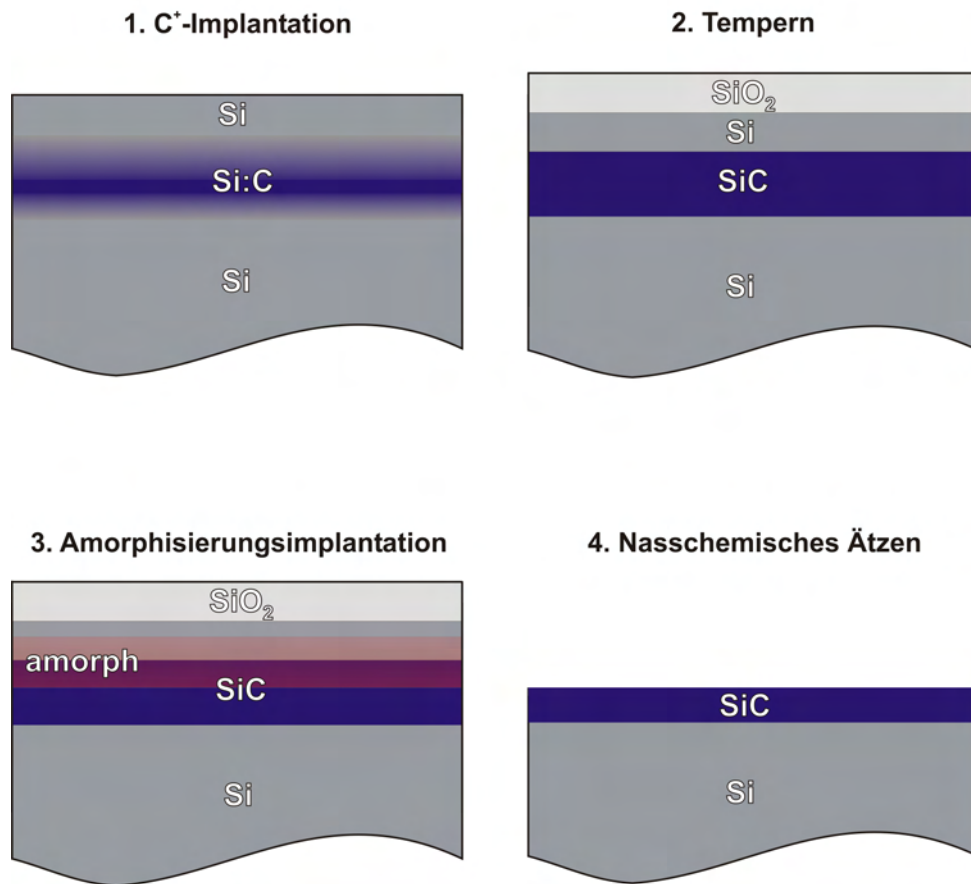 1. C⁺-Implantation
Si
Si:C
Si
2. Tempern
SiO₂
Si
SiC
Si
3. Amorphisierungsimplantation
SiO₂
amorph
SiC
Si
4. Nasschemisches Ätzen
SiC
Si